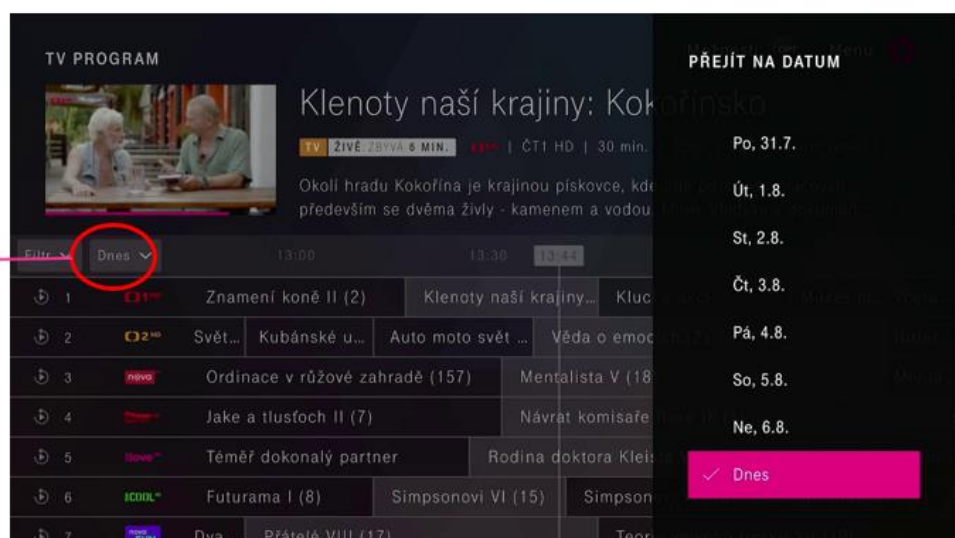 TV PROGRAM
PŘEJÍT NA DATUM
Klenoty naší krajiny: Kokořínsko
TV ŽIVĚ ZBÝVÁ 6 MIN. | ČT1 HD | 30 min.
Okolí hradu Kokořína je krajinou pískovce, kde
především se dvěma živly - kamenem a vodou
Po, 31.7.
Út, 1.8.
St, 2.8.
Čt, 3.8.
Pá, 4.8.
So, 5.8.
Ne, 6.8.
Dnes
Filtr Dnes 13:00 13:30 13:44
1 Znamení koně II (2) Klenoty naší krajiny…
2 Svět… Kubánské u… Auto moto svět … Věda o
3 nova Ordinace v růžové zahradě (157) Mentalista V (18
4 Jake a tlusťoch II (7) Návrat komisaře
5 Téměř dokonalý partner Rodina doktora
6 COOL Futurama I (8) Simpsonovi VI (15) Simpson
7 Dva Přátelé VIII (17)